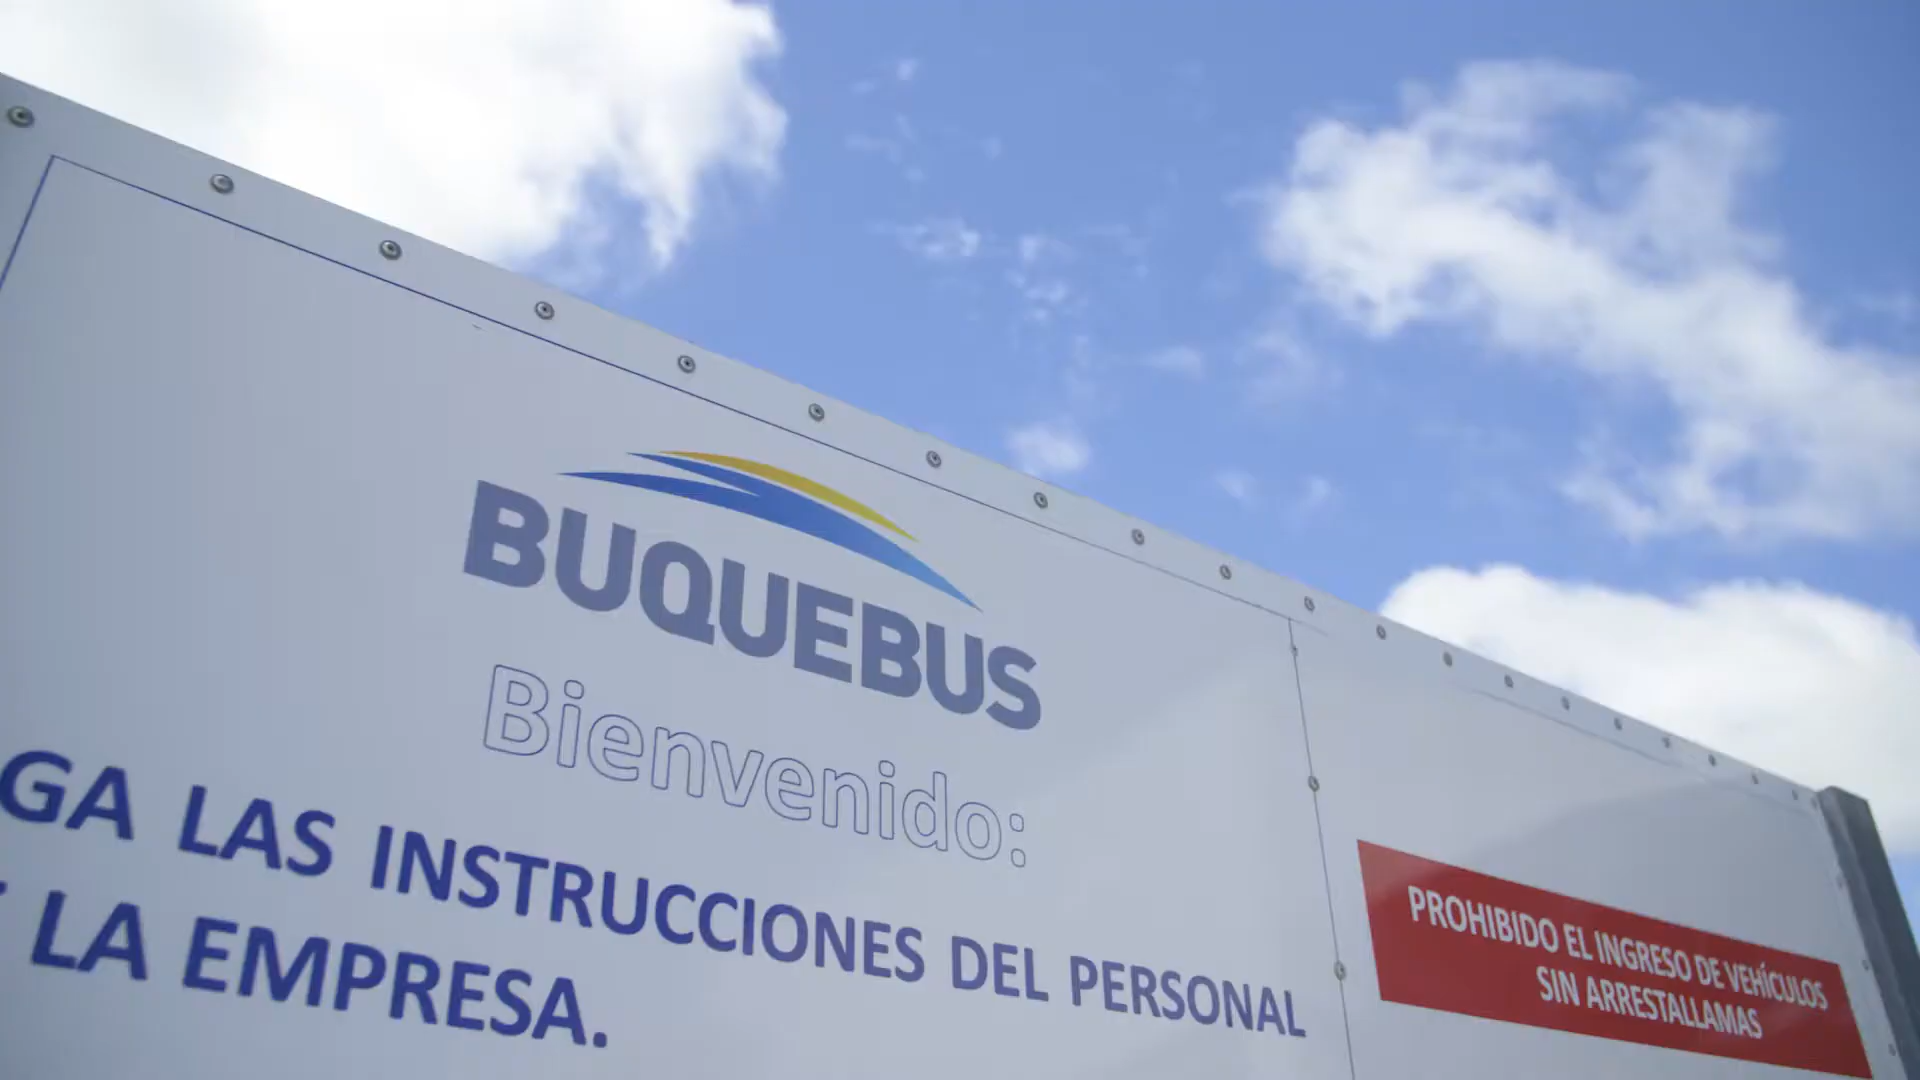 BUQUEBUS
Bienvenido:
GA LAS INSTRUCCIONES DEL PERSONAL
LA EMPRESA.
PROHIBIDO EL INGRESO DE VEHÍCULOS
SIN ARRESTALLAMAS